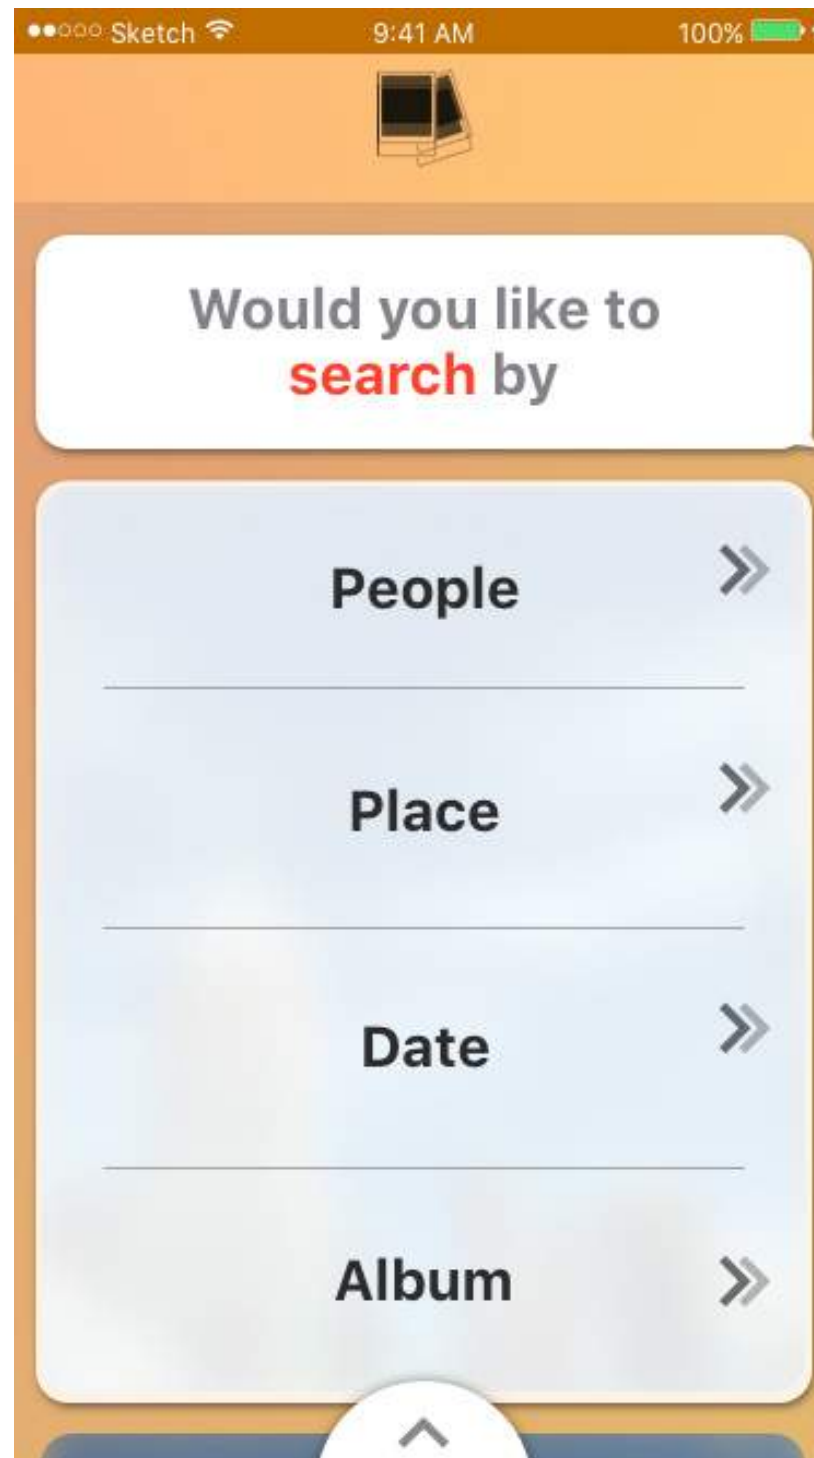 Sketch 9:41 AM 100%
Would you like to
search by
People
Place
Date
Album